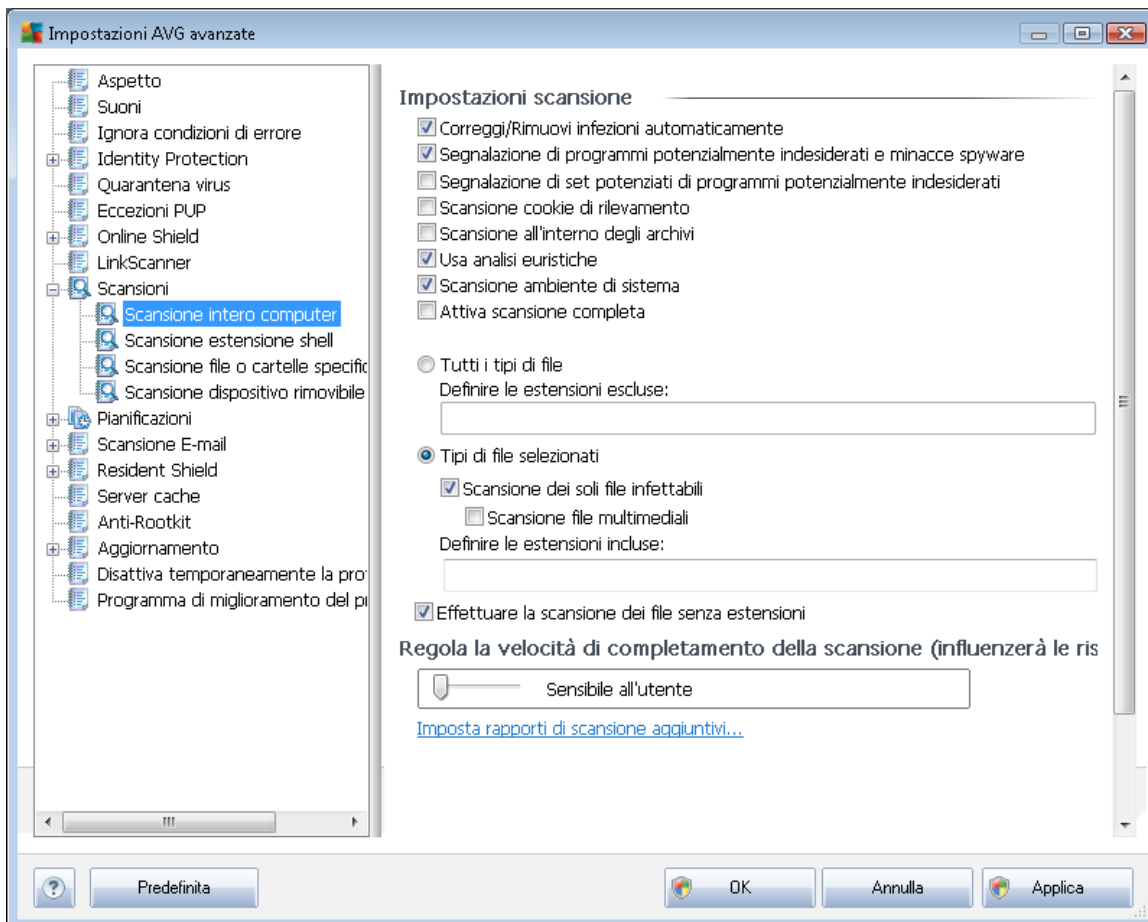 Impostazioni AVG avanzate
Aspetto
Suoni
Ignora condizioni di errore
Identity Protection
Quarantena virus
Eccezioni PUP
Online Shield
LinkScanner
Scansioni
Scansione intero computer
Scansione estensione shell
Scansione file o cartelle specific
Scansione dispositivo rimovibile
Pianificazioni
Scansione E-mail
Resident Shield
Server cache
Anti-Rootkit
Aggiornamento
Disattiva temporaneamente la pro
Programma di miglioramento del p
Impostazioni scansione
Correggi/Rimuovi infezioni automaticamente
Segnalazione di programmi potenzialmente indesiderati e minacce spyware
Segnalazione di set potenziati di programmi potenzialmente indesiderati
Scansione cookie di rilevamento
Scansione all'interno degli archivi
Usa analisi euristiche
Scansione ambiente di sistema
Attiva scansione completa
Tutti i tipi di file
Definire le estensioni escluse:
Tipi di file selezionati
Scansione dei soli file infettabili
Scansione file multimediali
Definire le estensioni incluse:
Effettuare la scansione dei file senza estensioni
Regola la velocità di completamento della scansione (influenzerà le ris
Sensibile all'utente
Imposta rapporti di scansione aggiuntivi...
? Predefinita OK Annulla Applica